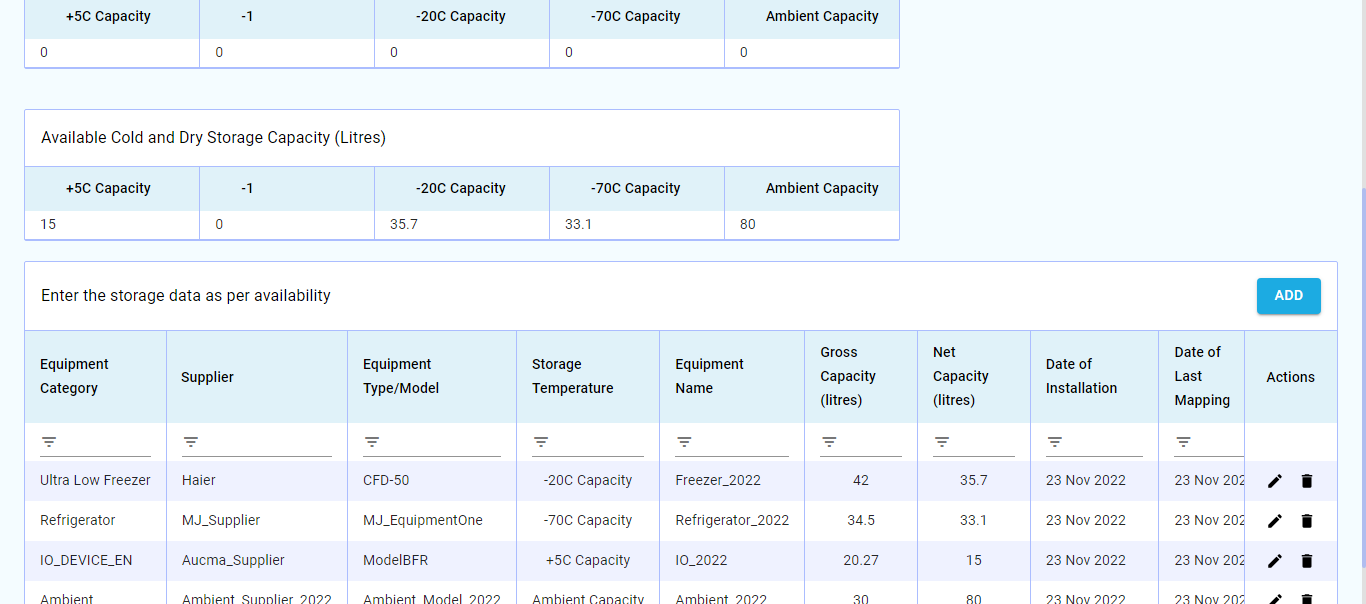 +5C Capacity -1 -20C Capacity -70C Capacity Ambient Capacity
0 0 0 0 0
Available Cold and Dry Storage Capacity (Litres)
+5C Capacity -1 -20C Capacity -70C Capacity Ambient Capacity
15 0 35.7 33.1 80
Enter the storage data as per availability
ADD
Equipment Category
Supplier
Equipment Type/Model
Storage Temperature
Equipment Name
Gross Capacity (litres)
Net Capacity (litres)
Date of Installation
Date of Last Mapping
Actions
Ultra Low Freezer Haier CFD-50 -20C Capacity Freezer_2022 42 35.7 23 Nov 2022 23 Nov 202
Refrigerator MJ_Supplier MJ_EquipmentOne -70C Capacity Refrigerator_2022 34.5 33.1 23 Nov 2022 23 Nov 202
IO_DEVICE_EN Aucma_Supplier ModelBFR +5C Capacity IO_2022 20.27 15 23 Nov 2022 23 Nov 202
Ambient Ambient_Supplier_2022 Ambient_Model_2022 Ambient Capacity Ambient_2022 30 80 23 Nov 2022 23 Nov 202